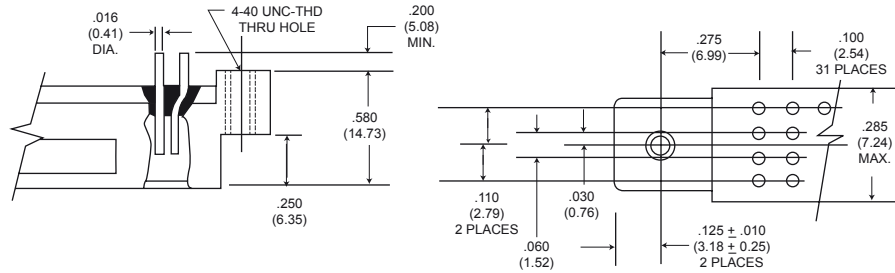 .016
(0.41)
DIA.
4-40 UNC-THD
THRU HOLE
.200
(5.08)
MIN.
.580
(14.73)
.250
(6.35)
.275
(6.99)
.100
(2.54)
31 PLACES
.285
(7.24)
MAX.
.110
(2.79)
2 PLACES
.060
(1.52)
.030
(0.76)
.125 ± .010
(3.18 ± 0.25)
2 PLACES